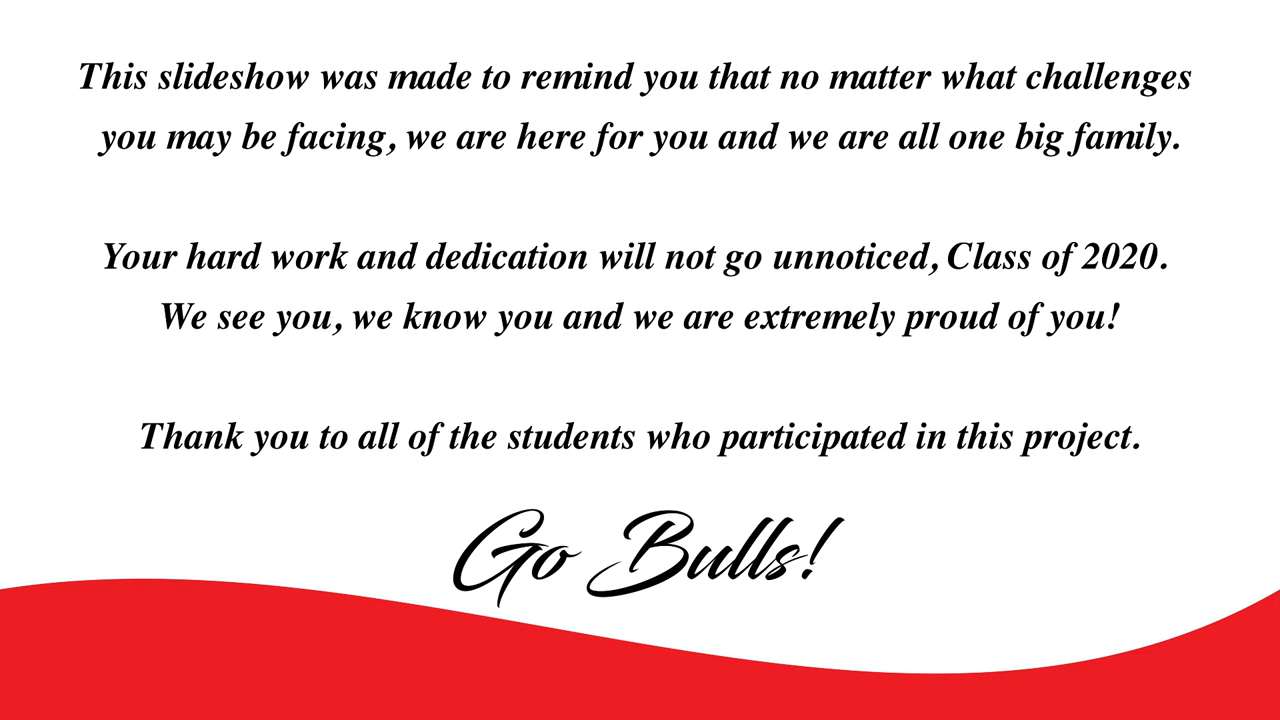 This slideshow was made to remind you that no matter what challenges
you may be facing, we are here for you and we are all one big family.
Your hard work and dedication will not go unnoticed, Class of 2020.
We see you, we know you and we are extremely proud of you!
Thank you to all of the students who participated in this project.
Go Bulls!